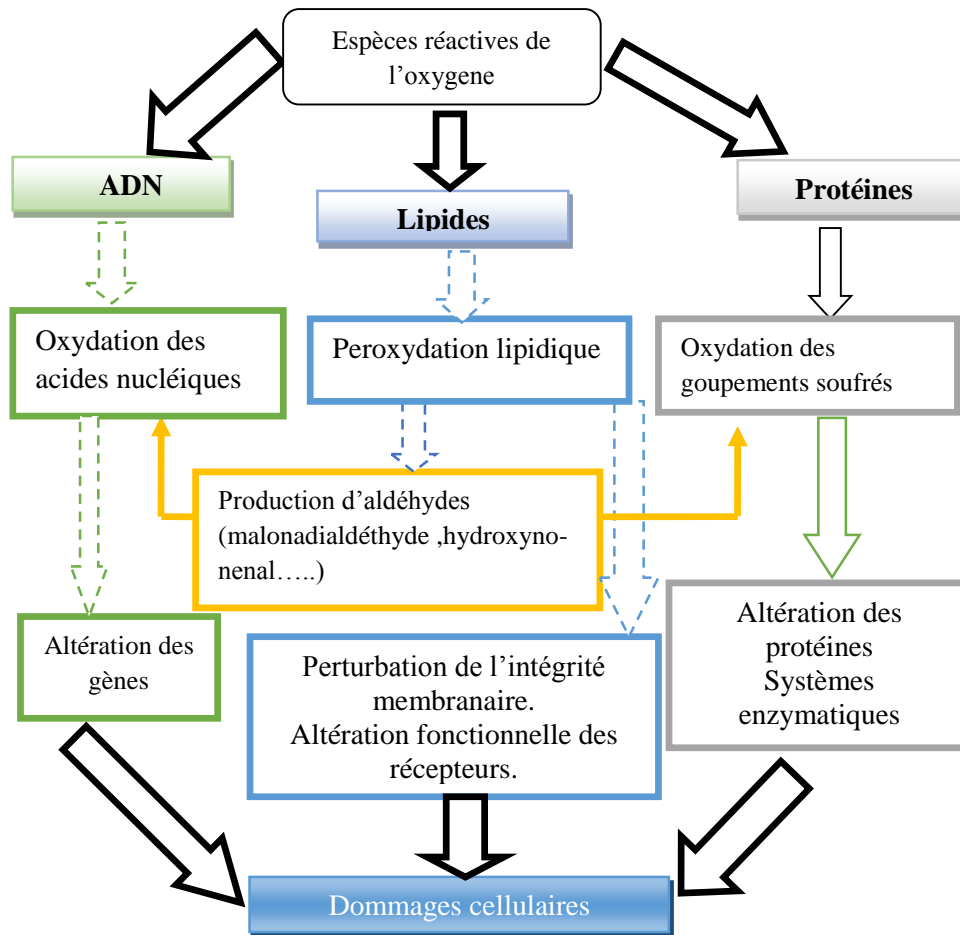 Espèces réactives de
l’oxygene
ADN
Lipides
Protéines
Oxydation des
acides nucléiques
Peroxydation lipidique
Oxydation des
goupements soufrés
Production d’aldéhydes
(malonadialdéthyde ,hydroxyno-
nenal…..)
Altération des
gènes
Perturbation de l’intégrité
membranaire.
Altération fonctionnelle des
récepteurs.
Altération des
protéines
Systèmes
enzymatiques
Dommages cellulaires